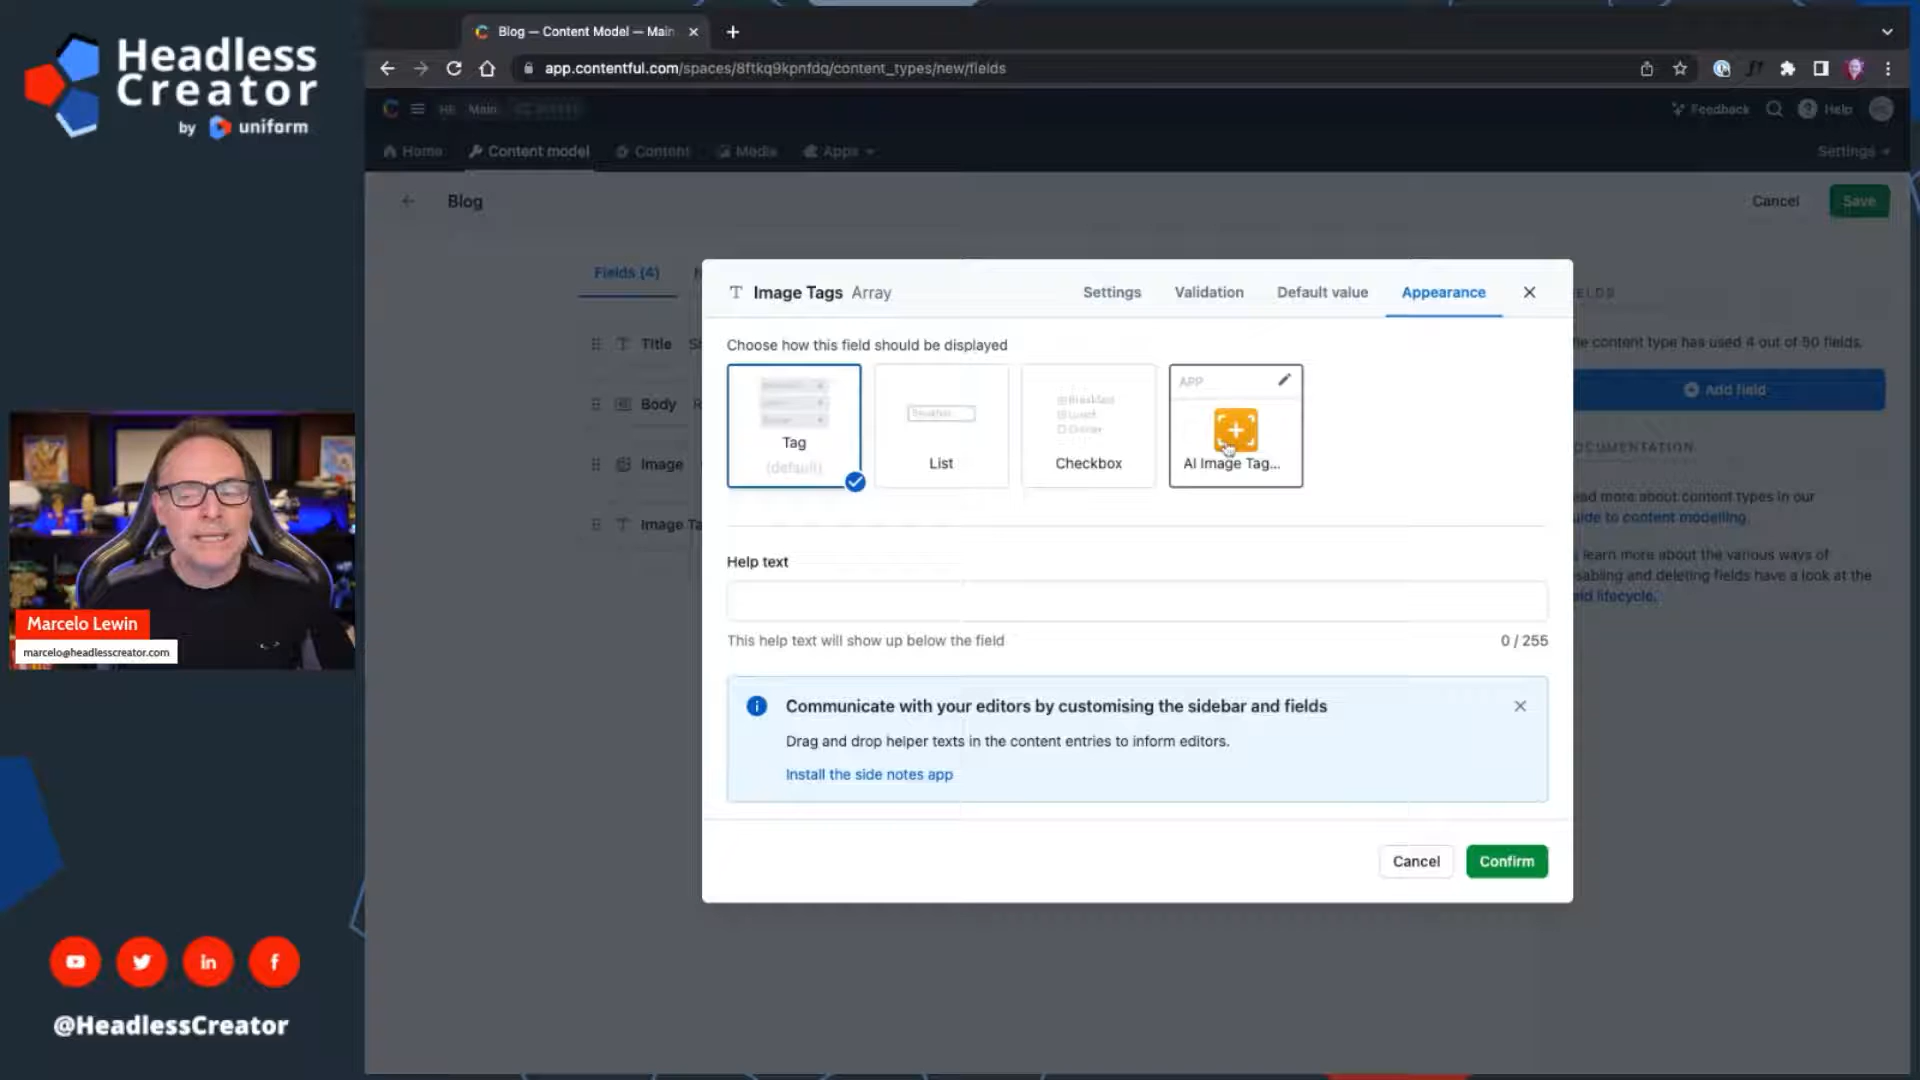 Headless
Creator
by uniform
Blog — Content Model — Main
app.contentful.com/spaces/8ftkq9kpnfdq/content_types/new/fields
HE Main
Feedback
Help
Home
Content model
Content
Media
Apps
Settings
Blog
Cancel
Save
Fields (4)
Title
Body
Image
Image Ta
Image Tags Array
Settings
Validation
Default value
Appearance
Choose how this field should be displayed
Tag
(default)
List
Breakfast
Lunch
Dinner
Checkbox
APP
AI Image Tag...
Help text
This help text will show up below the field
0 / 255
Communicate with your editors by customising the sidebar and fields
Drag and drop helper texts in the content entries to inform editors.
Install the side notes app
Cancel
Confirm
ELDS
he content type has used 4 out of 50 fields.
Add field
OCUMENTATION
ead more about content types in our
uide to content modelling.
learn more about the various ways of
sabling and deleting fields have a look at the
eld lifecycle.
Marcelo Lewin
marcelo@headlesscreator.com
@HeadlessCreator